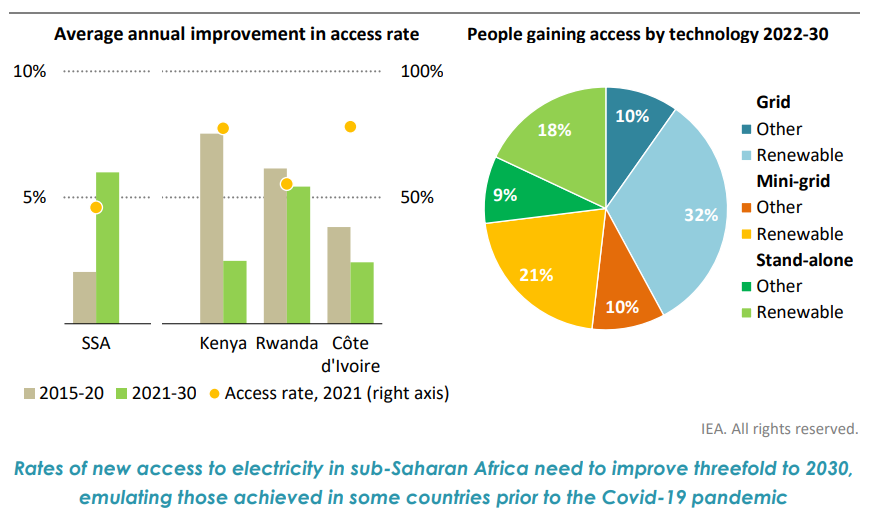 Average annual improvement in access rate
10%
100%
5%
50%
SSA
Kenya
Rwanda
Côte
d'Ivoire
2015-20
2021-30
Access rate, 2021 (right axis)
People gaining access by technology 2022-30
10%
32%
10%
21%
9%
18%
Grid
Other
Renewable
Mini-grid
Other
Renewable
Stand-alone
Other
Renewable
IEA. All rights reserved.
Rates of new access to electricity in sub-Saharan Africa need to improve threefold to 2030,
emulating those achieved in some countries prior to the Covid-19 pandemic